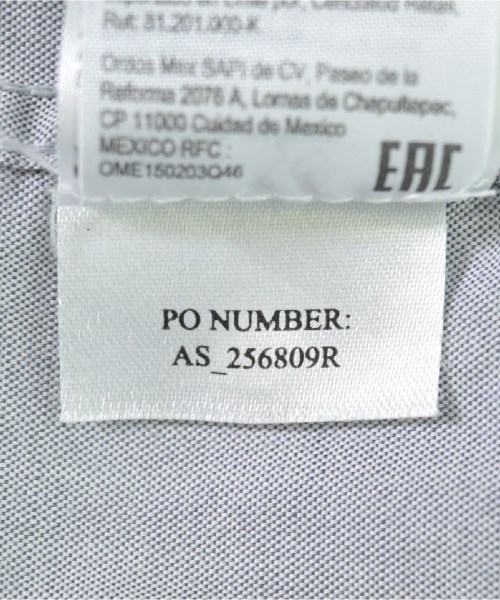 Rut: 81.201.000-K
Ordos Mex SAPI de CV, Paseo de la
Reforma 2076 A, Lomas de Chapultepec,
CP 11000 Cuidad de Mexico
MEXICO RFC :
OME150203Q46
EAC
PO NUMBER:
AS_256809R